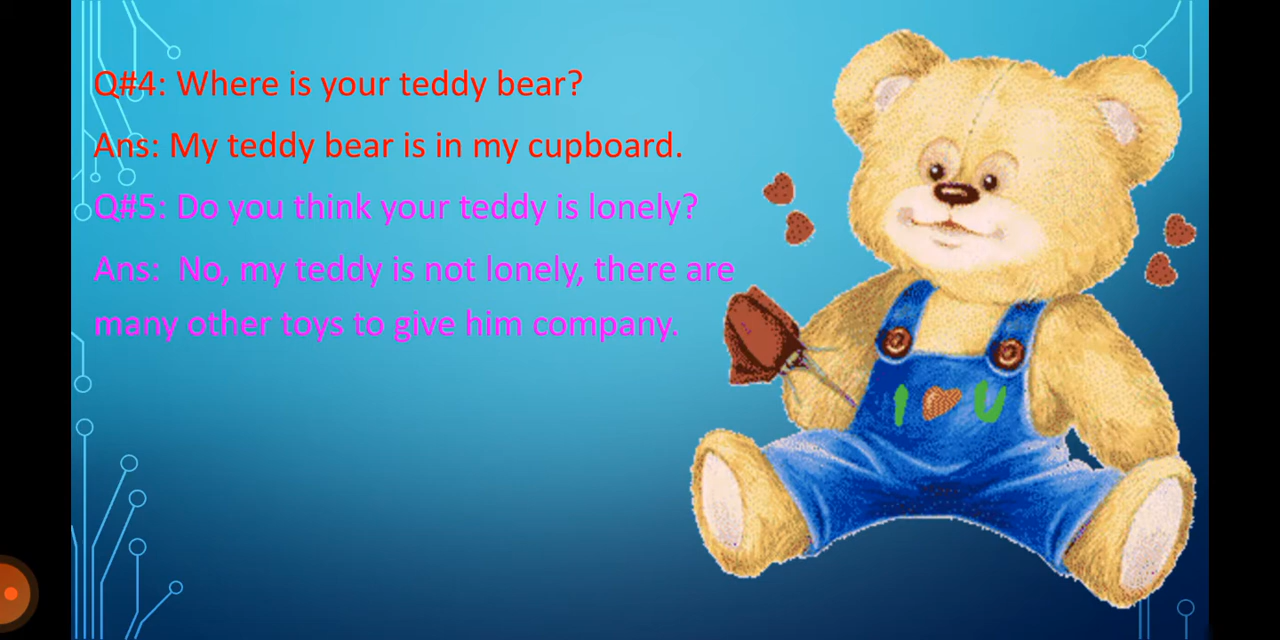 Q#4: Where is your teddy bear?
Ans: My teddy bear is in my cupboard.
Q#5: Do you think your teddy is lonely?
Ans: No, my teddy is not lonely, there are
many other toys to give him company.
I U